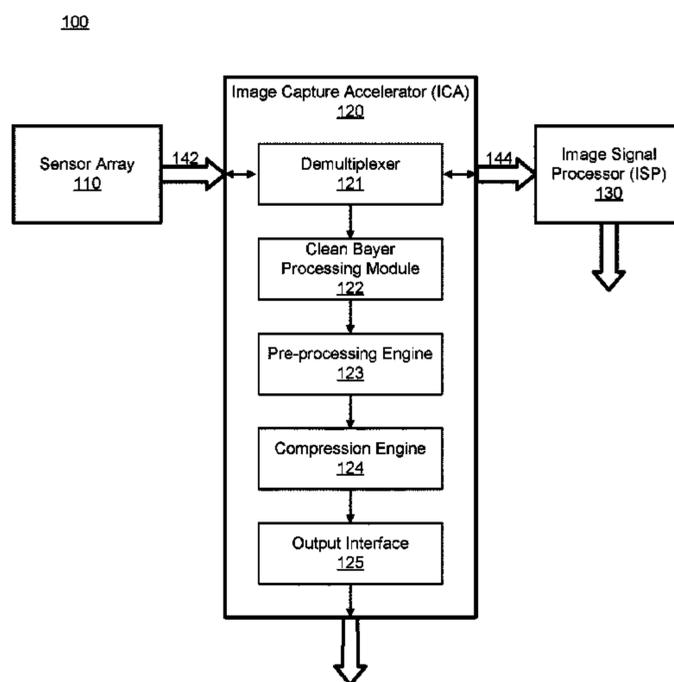 100
Image Capture Accelerator (ICA)
120
Sensor Array
110
142
Demultiplexer
121
144
Image Signal
Processor (ISP)
130
Clean Bayer
Processing Module
122
Pre-processing Engine
123
Compression Engine
124
Output Interface
125